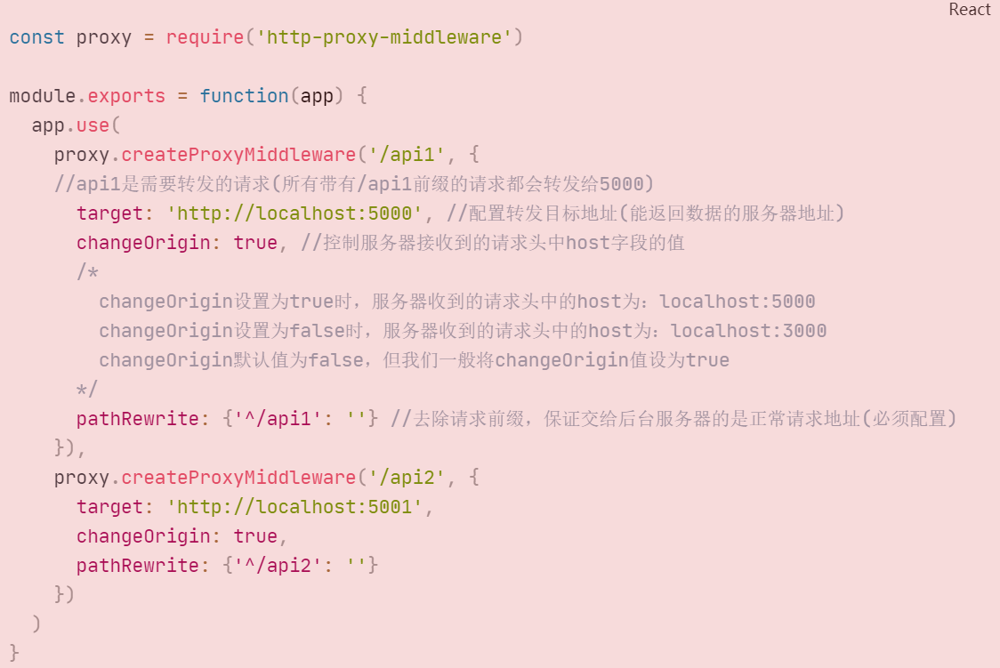 React
const proxy = require('http-proxy-middleware')
module.exports = function(app) {
  app.use(
    proxy.createProxyMiddleware('/api1', {
    //api1是需要转发的请求(所有带有/api1前缀的请求都会转发给5000)
      target: 'http://localhost:5000', //配置转发目标地址(能返回数据的服务器地址)
      changeOrigin: true, //控制服务器接收到的请求头中host字段的值
      /*
        changeOrigin设置为true时，服务器收到的请求头中的host为：localhost:5000
        changeOrigin设置为false时，服务器收到的请求头中的host为：localhost:3000
        changeOrigin默认值为false，但我们一般将changeOrigin值设为true
      */
      pathRewrite: {'^/api1': ''} //去除请求前缀，保证交给后台服务器的是正常请求地址(必须配置)
    }),
    proxy.createProxyMiddleware('/api2', {
      target: 'http://localhost:5001',
      changeOrigin: true,
      pathRewrite: {'^/api2': ''}
    })
  )
}